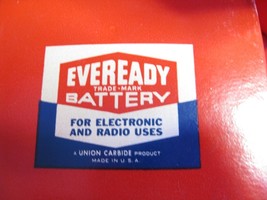 EVEREADY
TRADE-MARK
BATTERY
FOR ELECTRONIC
AND RADIO USES
A UNION CARBIDE PRODUCT
MADE IN U.S.A.